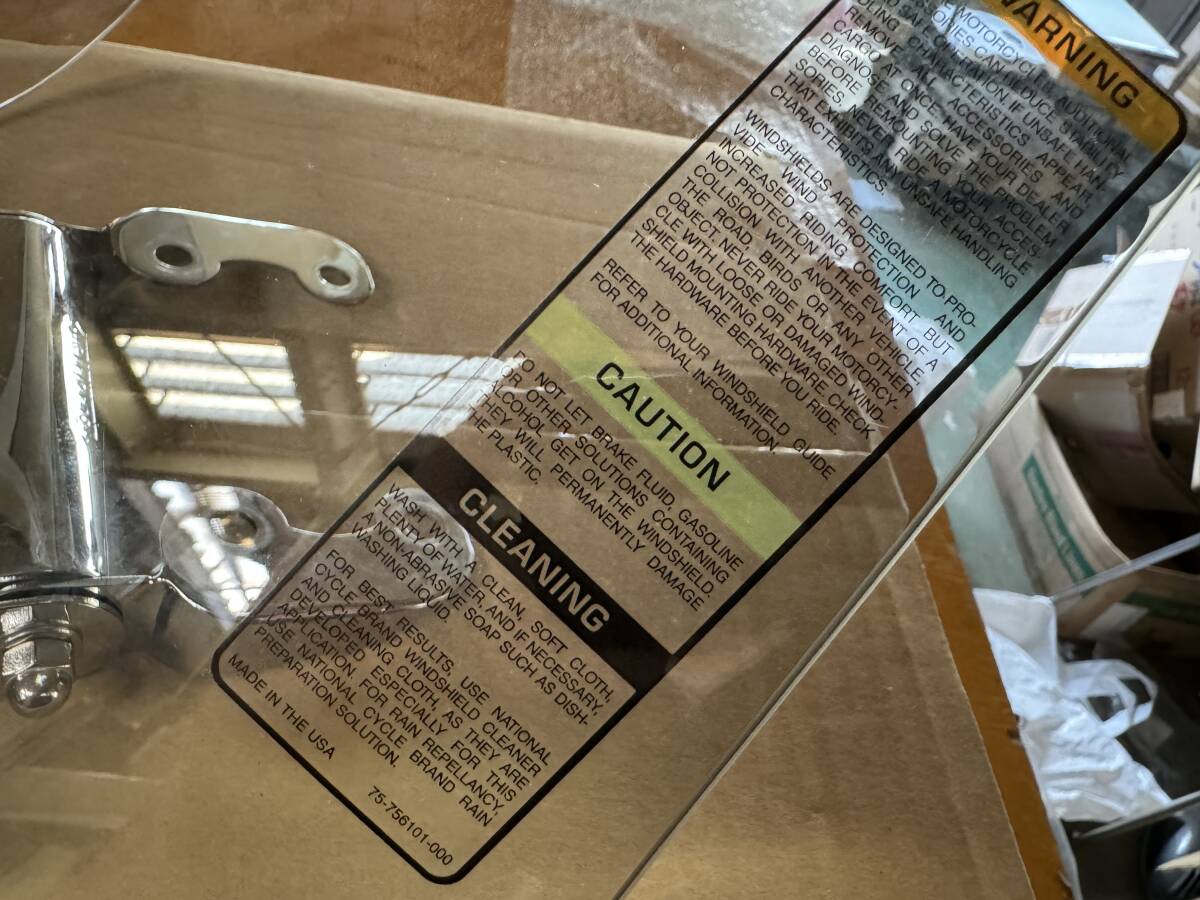 WARNING
MOTORCYCLE
DIAGNOSE AND SOLVE THE PROBLEM
BEFORE REMOUNTING YOUR ACCES-
SORIES. NEVER RIDE A MOTORCYCLE
THAT EXHIBITS AN UNSAFE HANDLING
CHARACTERISTICS.
WINDSHIELDS ARE DESIGNED TO PRO-
VIDE WIND PROTECTION AND
INCREASED RIDING COMFORT, BUT
NOT PROTECTION IN THE EVENT OF A
COLLISION WITH ANOTHER VEHICLE,
THE ROAD, BIRDS OR ANY OTHER
OBJECT. NEVER RIDE YOUR MOTORCY-
CLE WITH LOOSE OR DAMAGED WIND-
SHIELD MOUNTING HARDWARE. CHECK
THE HARDWARE BEFORE YOU RIDE.
REFER TO YOUR WINDSHIELD GUIDE
FOR ADDITIONAL INFORMATION.
CAUTION
DO NOT LET BRAKE FLUID, GASOLINE
OR OTHER SOLUTIONS CONTAINING
ALCOHOL GET ON THE WINDSHIELD.
THEY WILL PERMANENTLY DAMAGE
THE PLASTIC.
CLEANING
WASH WITH A CLEAN, SOFT CLOTH,
PLENTY OF WATER, AND IF NECESSARY,
A NON-ABRASIVE SOAP SUCH AS DISH-
WASHING LIQUID.
FOR BEST RESULTS, USE NATIONAL
CYCLE BRAND WINDSHIELD CLEANER
AND CLEANING CLOTH, AS THEY ARE
DEVELOPED ESPECIALLY FOR THIS
APPLICATION. FOR RAIN REPELLANCY,
USE NATIONAL CYCLE BRAND RAIN
PREPARATION SOLUTION.
MADE IN THE USA
75-756101-000